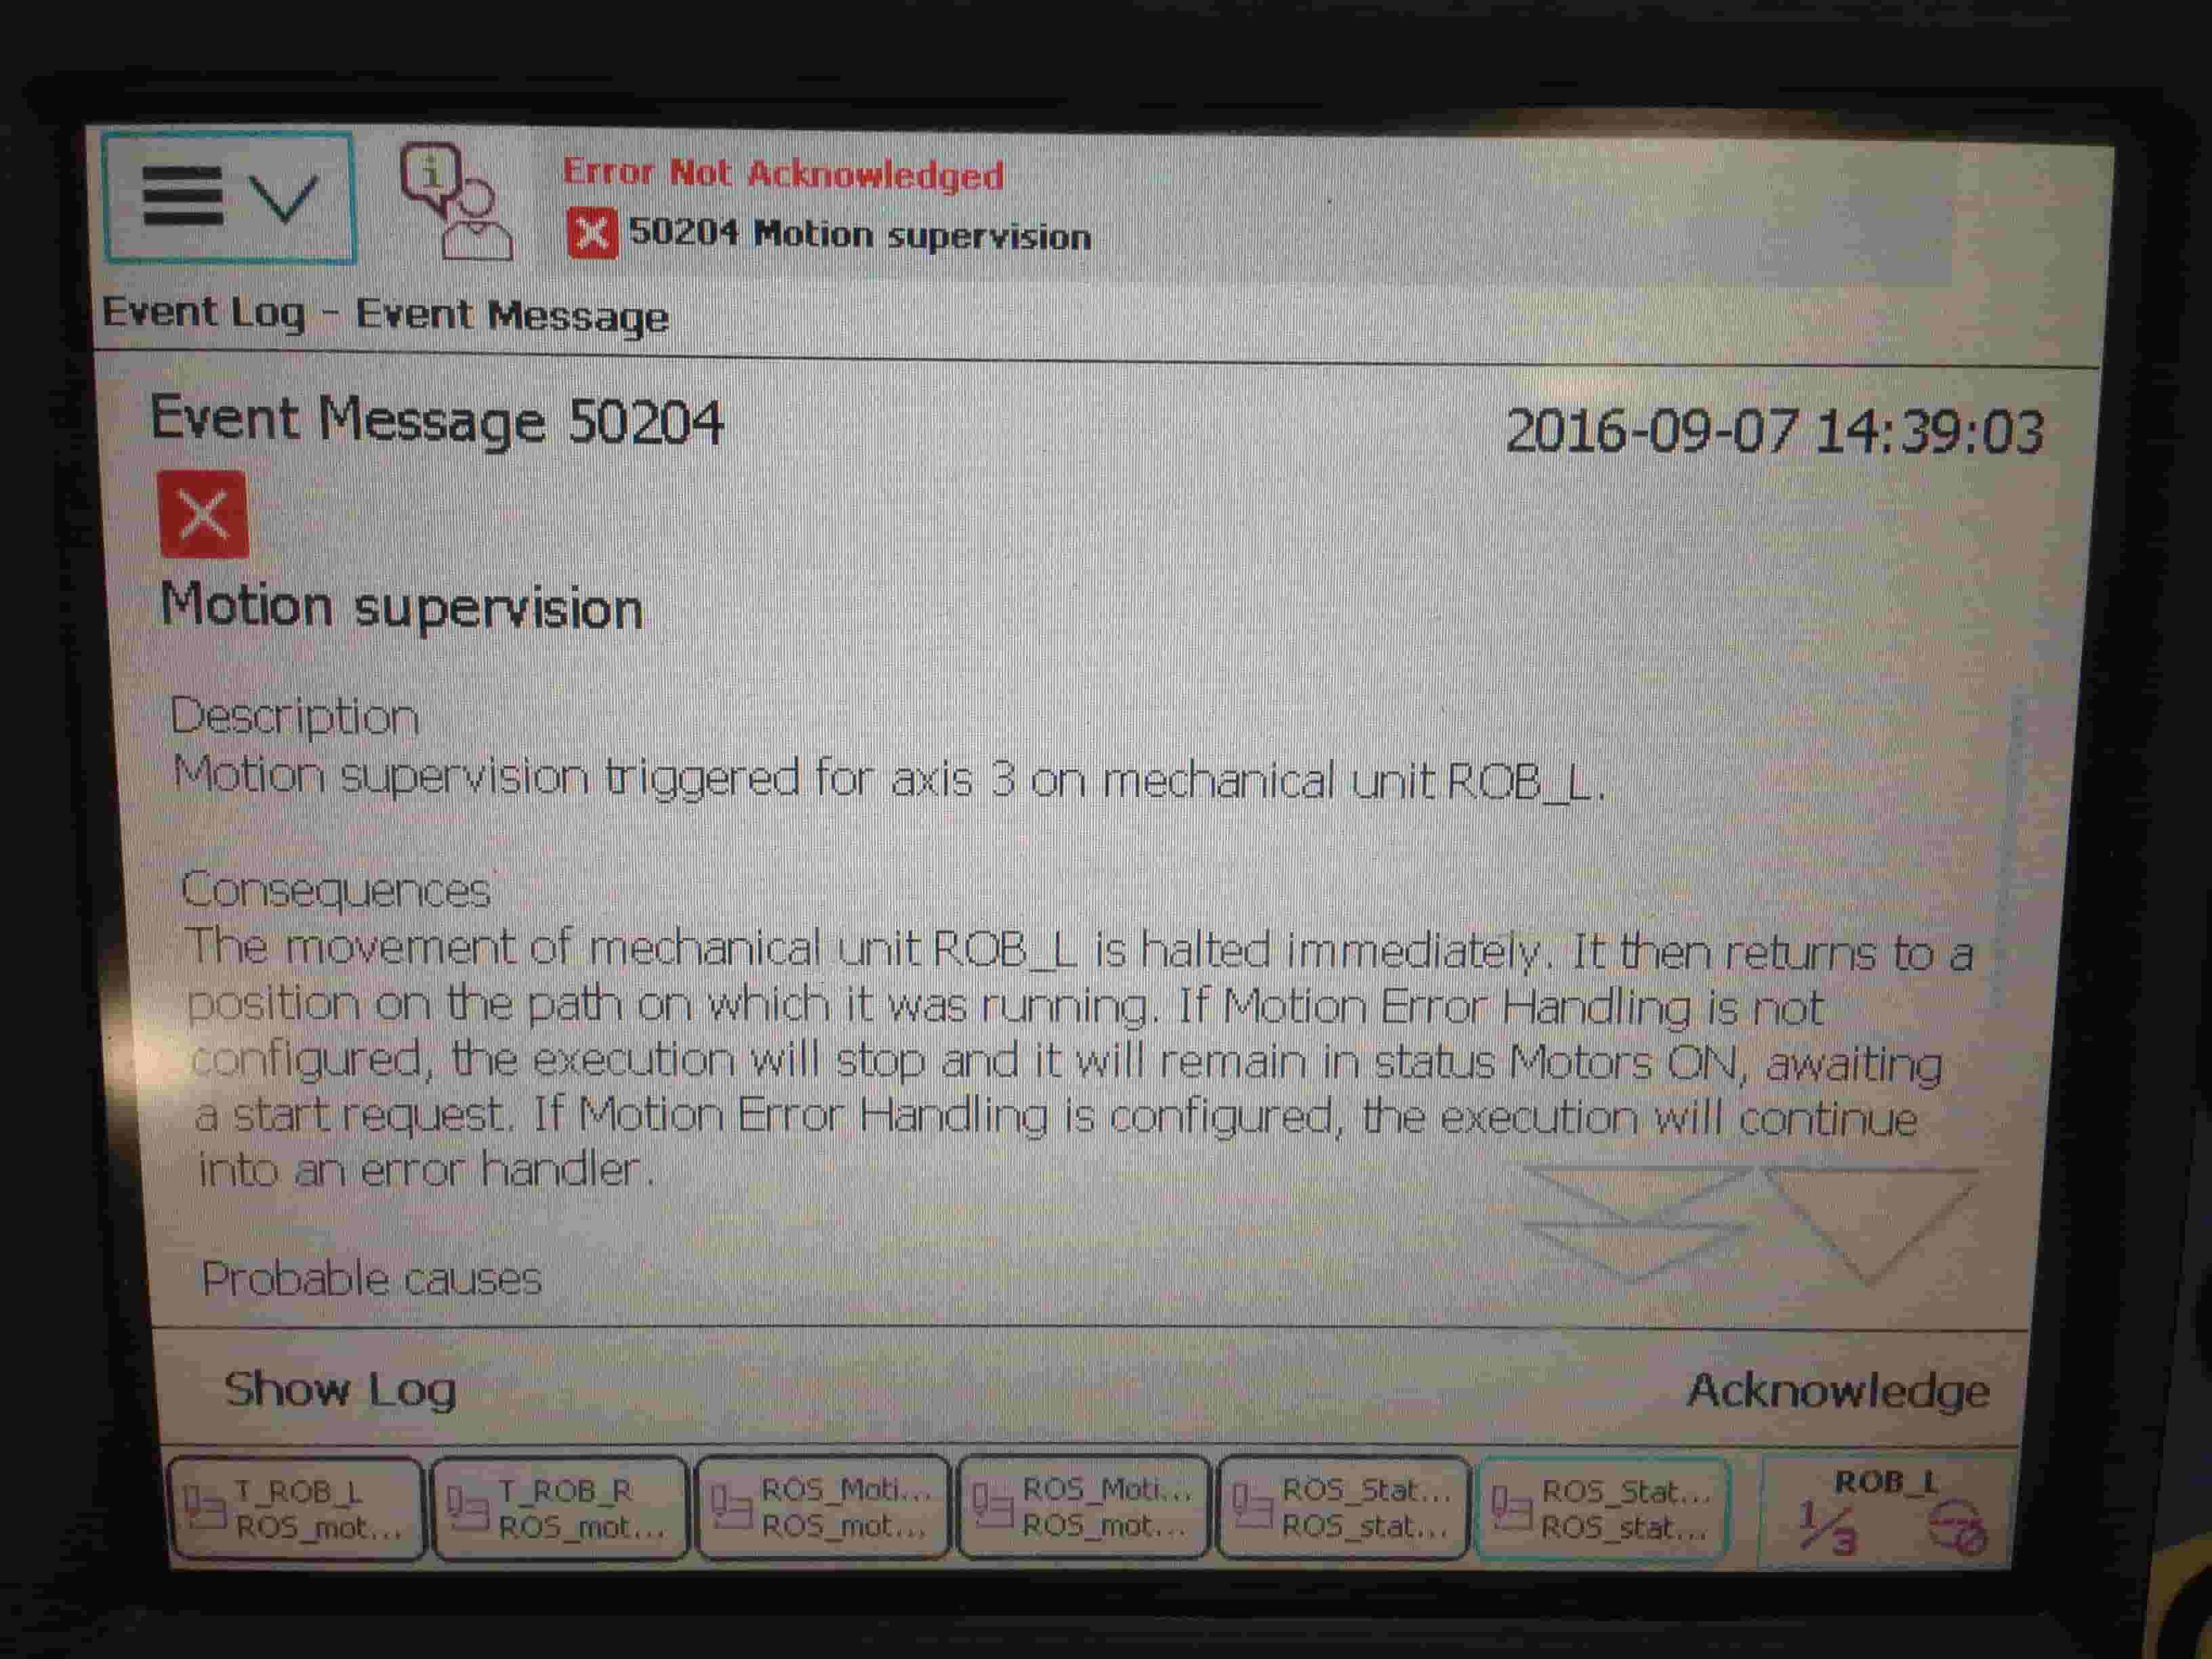 Error Not Acknowledged
50204 Motion supervision
Event Log - Event Message
Event Message 50204
2016-09-07 14:39:03
Motion supervision
Description
Motion supervision triggered for axis 3 on mechanical unit ROB_L.
Consequences
The movement of mechanical unit ROB_L is halted immediately. It then returns to a
position on the path on which it was running. If Motion Error Handling is not
configured, the execution will stop and it will remain in status Motors ON, awaiting
a start request. If Motion Error Handling is configured, the execution will continue
into an error handler.
Probable causes
Show Log
Acknowledge
T_ROB_L
ROS_mot...
T_ROB_R
ROS_mot...
ROS_Moti...
ROS_mot...
ROS_Moti...
ROS_mot...
ROS_Stat...
ROS_stat...
ROS_Stat...
ROS_stat...
ROB_L
1/3